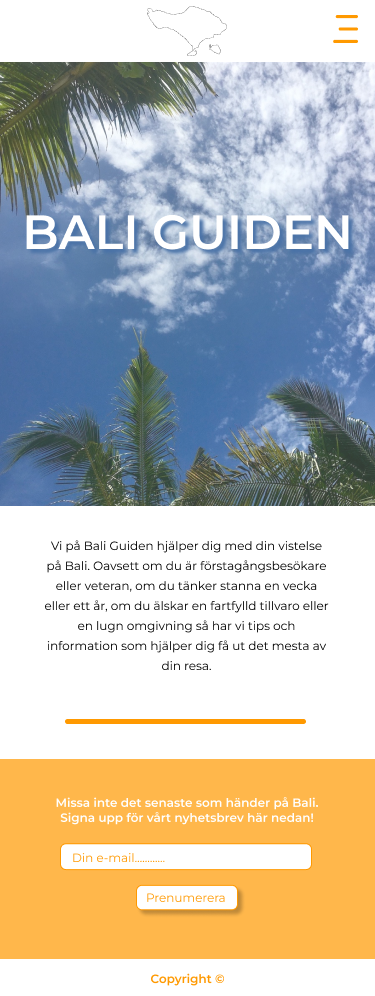 BALI GUIDEN
Vi på Bali Guiden hjälper dig med din vistelse
på Bali. Oavsett om du är förstagångsbesökare
eller veteran, om du tänker stanna en vecka
eller ett år, om du älskar en fartfylld tillvaro eller
en lugn omgivning så har vi tips och
information som hjälper dig få ut det mesta av
din resa.
Missa inte det senaste som händer på Bali.
Signa upp för vårt nyhetsbrev här nedan!
Din e-mail............
Prenumerera
Copyright ©